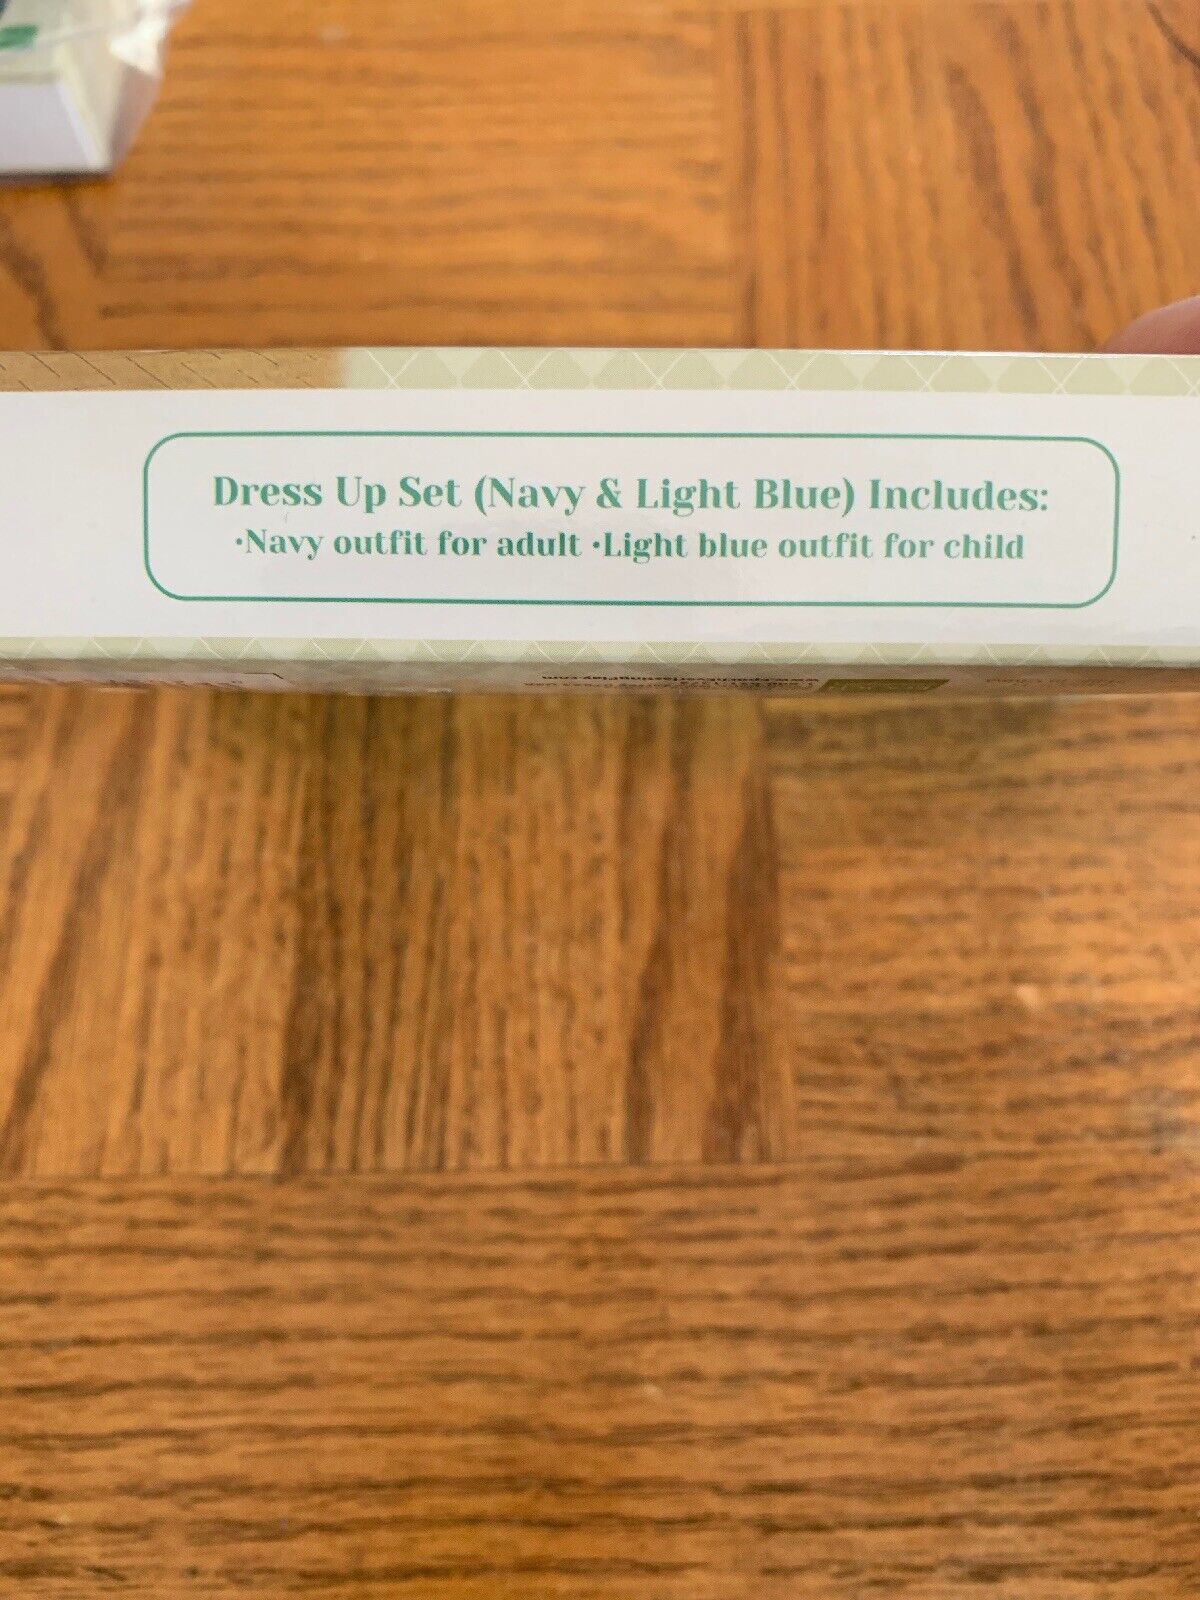 Dress Up Set (Navy & Light Blue) Includes:
•Navy outfit for adult •Light blue outfit for child